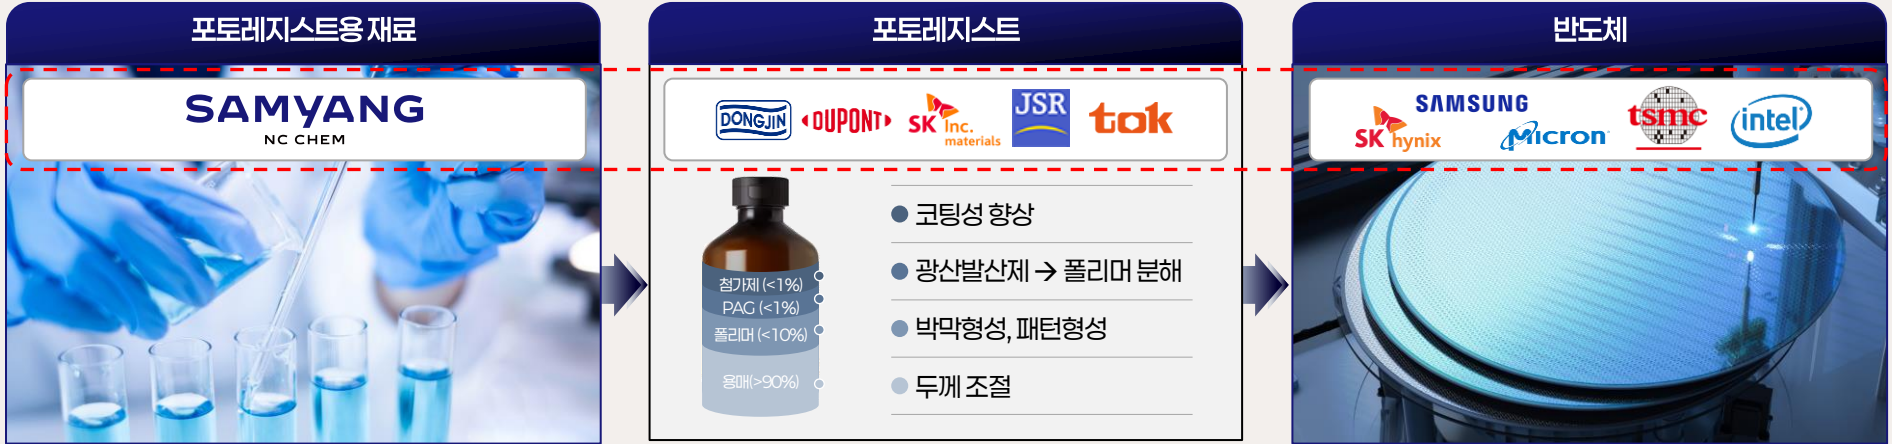 포토레지스트용 재료
SAMYANG
NC CHEM
포토레지스트
DONGJIN
DUPONT
SK inc.
materials
JSR
tok
첨가제 (<1%)
PAG (<1%)
폴리머 (<10%)
용매(>90%)
코팅성 향상
광산발산제 → 폴리머 분해
박막형성, 패턴형성
두께 조절
반도체
SAMSUNG
SK hynix
Micron
tsmc
intel